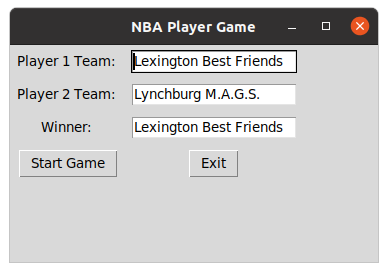 NBA Player Game
Player 1 Team: Lexington Best Friends
Player 2 Team: Lynchburg M.A.G.S.
Winner: Lexington Best Friends
Start Game Exit